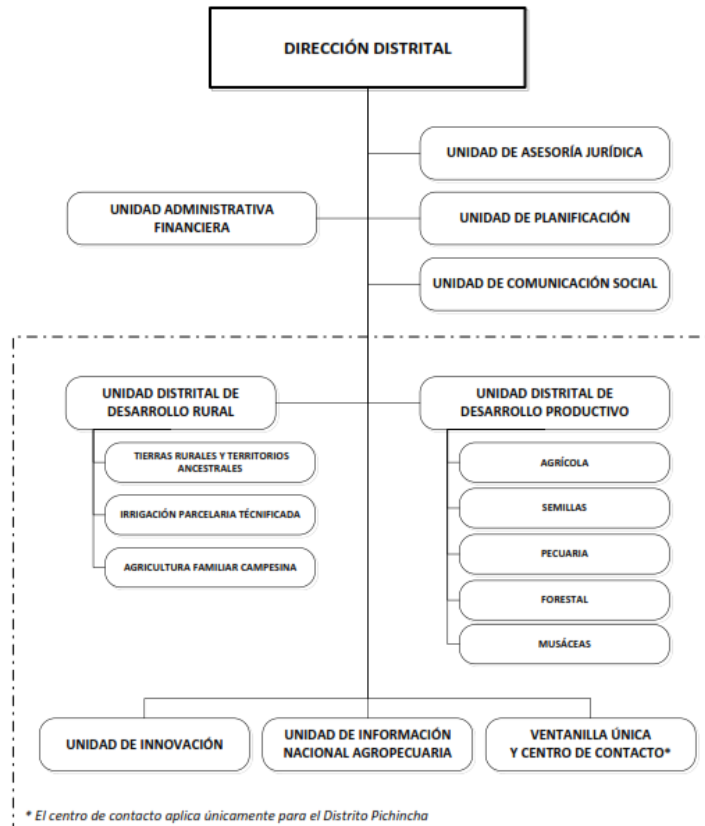 DIRECCIÓN DISTRITAL
UNIDAD DE ASESORÍA JURÍDICA
UNIDAD ADMINISTRATIVA
FINANCIERA
UNIDAD DE PLANIFICACIÓN
UNIDAD DE COMUNICACIÓN SOCIAL
UNIDAD DISTRITAL DE
DESARROLLO RURAL
TIERRAS RURALES Y TERRITORIOS
ANCESTRALES
IRRIGACIÓN PARCELARIA TÉCNIFICADA
AGRICULTURA FAMILIAR CAMPESINA
UNIDAD DISTRITAL DE
DESARROLLO PRODUCTIVO
AGRÍCOLA
SEMILLAS
PECUARIA
FORESTAL
MUSÁCEAS
UNIDAD DE INNOVACIÓN
UNIDAD DE INFORMACIÓN
NACIONAL AGROPECUARIA
VENTANILLA ÚNICA
Y CENTRO DE CONTACTO*
* El centro de contacto aplica únicamente para el Distrito Pichincha